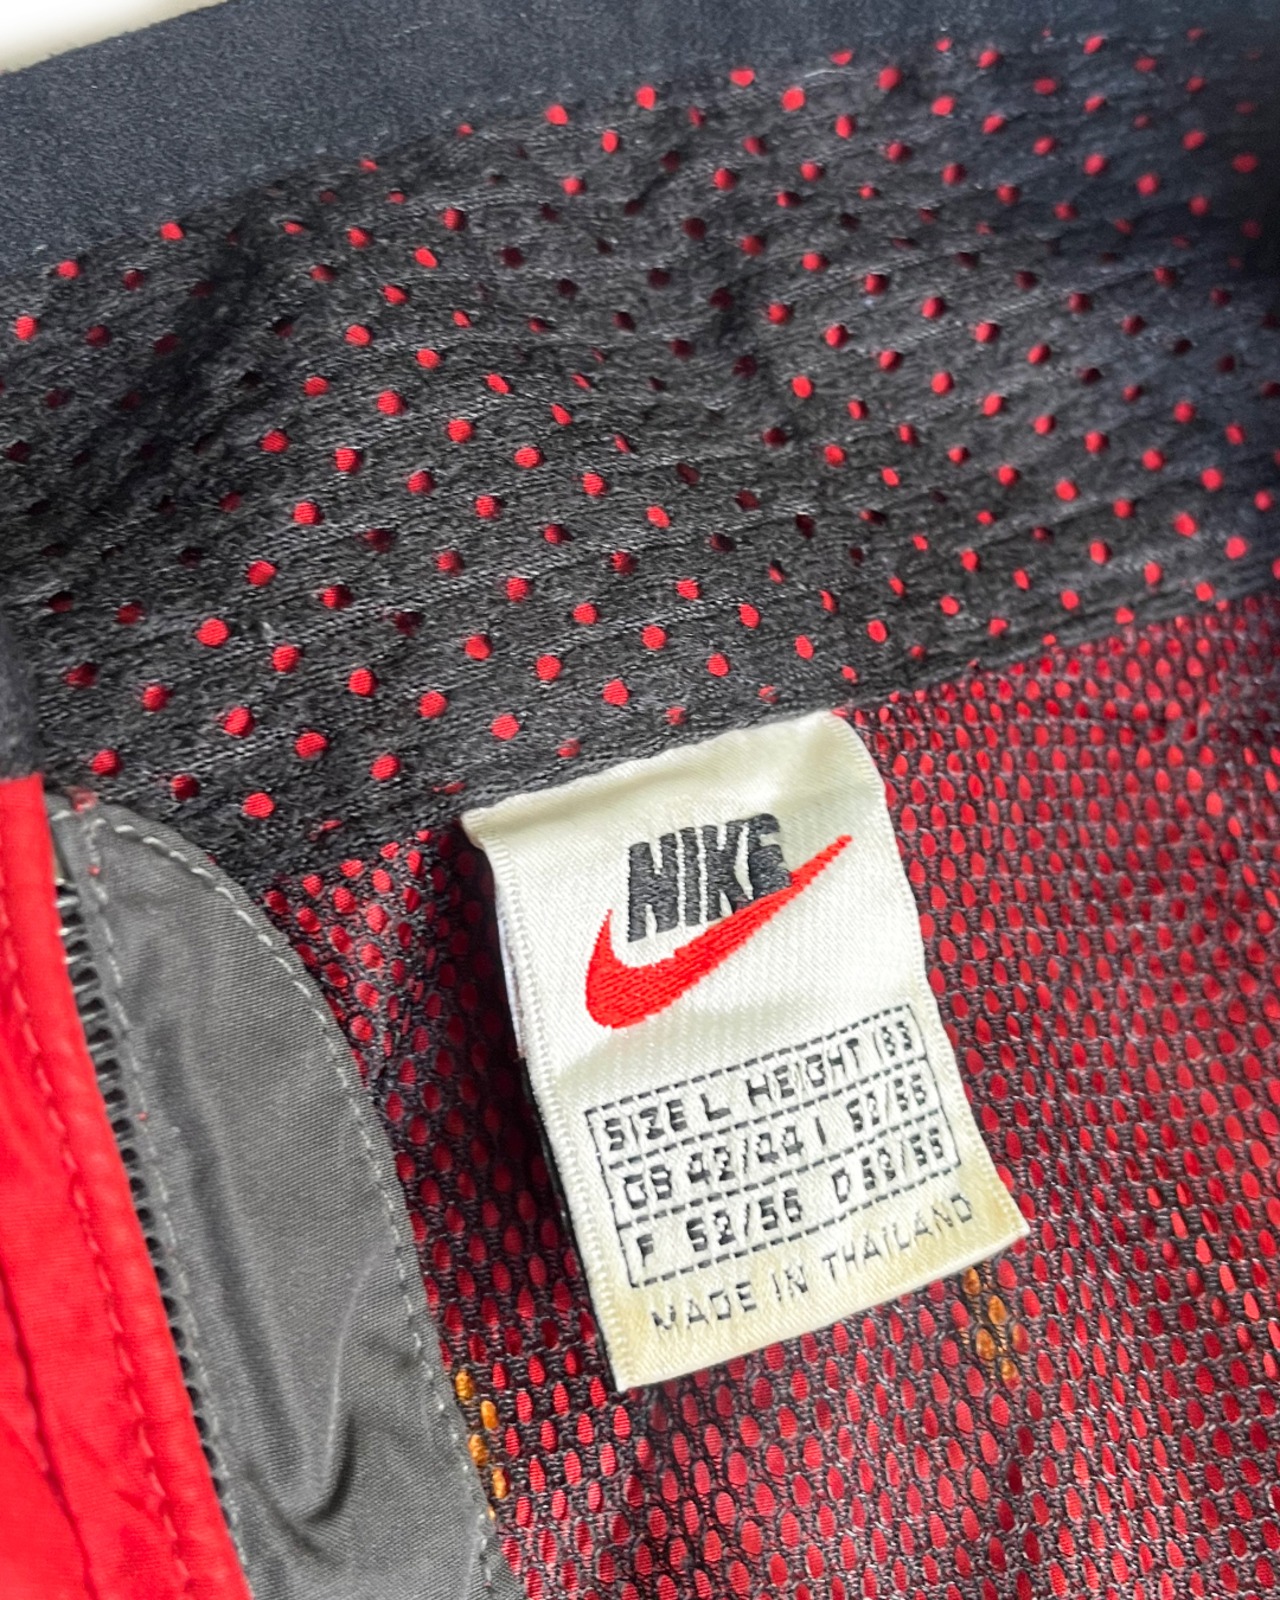 NIKE
SIZE L HEIGHT 183
GB 42/44 I 52/56
F 52/56 D 52/56
MADE IN THAILAND